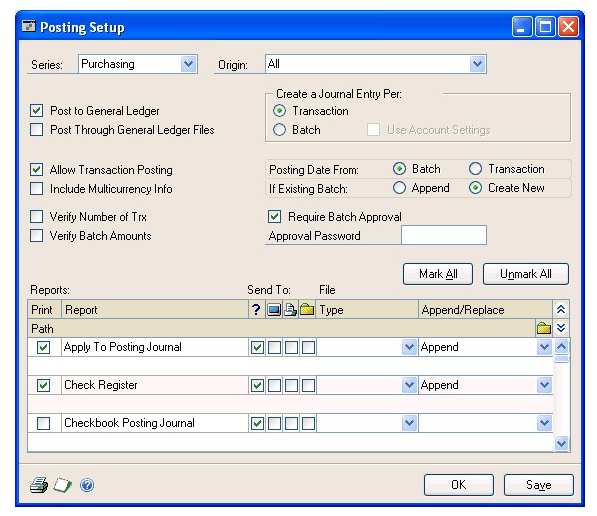 Posting Setup
Series: Purchasing Origin: All
Create a Journal Entry Per:
Post to General Ledger Transaction
Post Through General Ledger Files Batch Use Account Settings
Allow Transaction Posting Posting Date From: Batch Transaction
Include Multicurrency Info If Existing Batch: Append Create New
Verify Number of Trx Require Batch Approval
Verify Batch Amounts Approval Password
Mark All Unmark All
Reports: Send To: File
Print Report ? Type Append/Replace
Path
Apply To Posting Journal Append
Check Register Append
Checkbook Posting Journal
OK Save